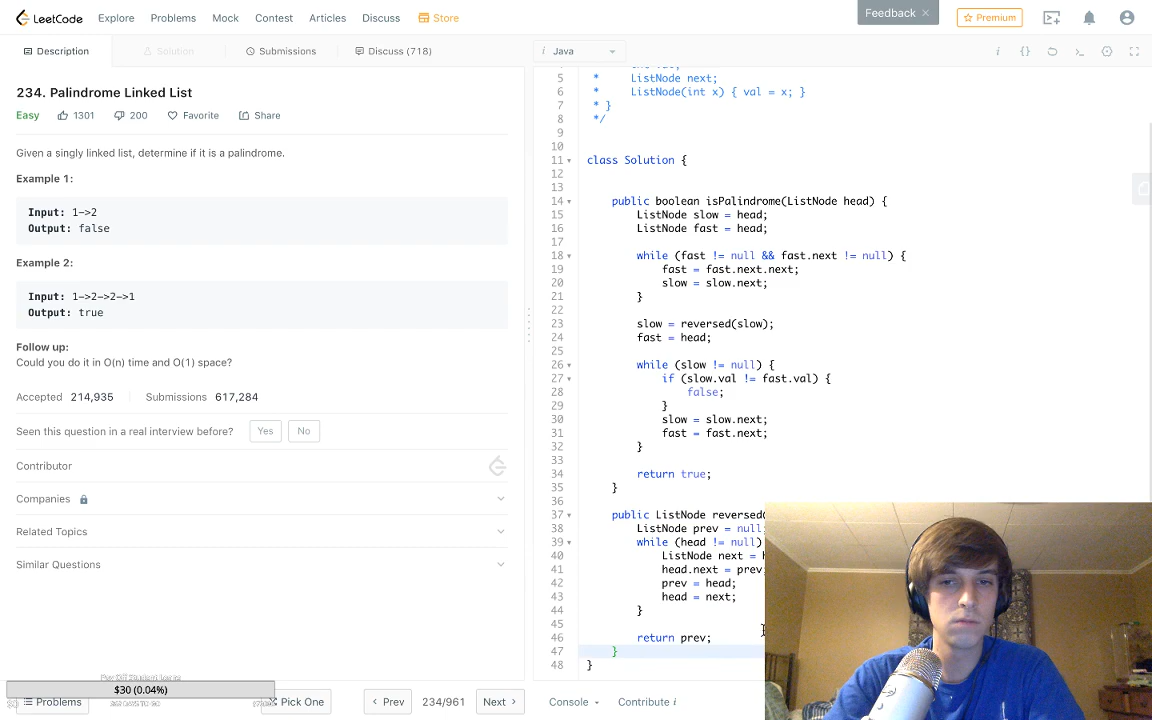 LeetCode Explore Problems Mock Contest Articles Discuss Store Feedback × Premium
Description Solution Submissions Discuss (718) i Java
234. Palindrome Linked List
Easy 1301 200 Favorite Share
Given a singly linked list, determine if it is a palindrome.
Example 1:
Input: 1->2
Output: false
Example 2:
Input: 1->2->2->1
Output: true
Follow up:
Could you do it in O(n) time and O(1) space?
Accepted 214,935 Submissions 617,284
Seen this question in a real interview before? Yes No
Contributor
Companies
Related Topics
Similar Questions
$30 (0.04%)
Problems Pick One Prev 234/961 Next
5 * ListNode next;
6 * ListNode(int x) { val = x; }
7 * }
8 */
9
10
11 class Solution {
12
13
14 public boolean isPalindrome(ListNode head) {
15 ListNode slow = head;
16 ListNode fast = head;
17
18 while (fast != null && fast.next != null) {
19 fast = fast.next.next;
20 slow = slow.next;
21 }
22
23 slow = reversed(slow);
24 fast = head;
25
26 while (slow != null) {
27 if (slow.val != fast.val) {
28 false;
29 }
30 slow = slow.next;
31 fast = fast.next;
32 }
33
34 return true;
35 }
36
37 public ListNode reversed(
38 ListNode prev = null
39 while (head != null)
40 ListNode next = h
41 head.next = prev
42 prev = head;
43 head = next;
44 }
45
46 return prev;
47 }
48 }
Console Contribute i